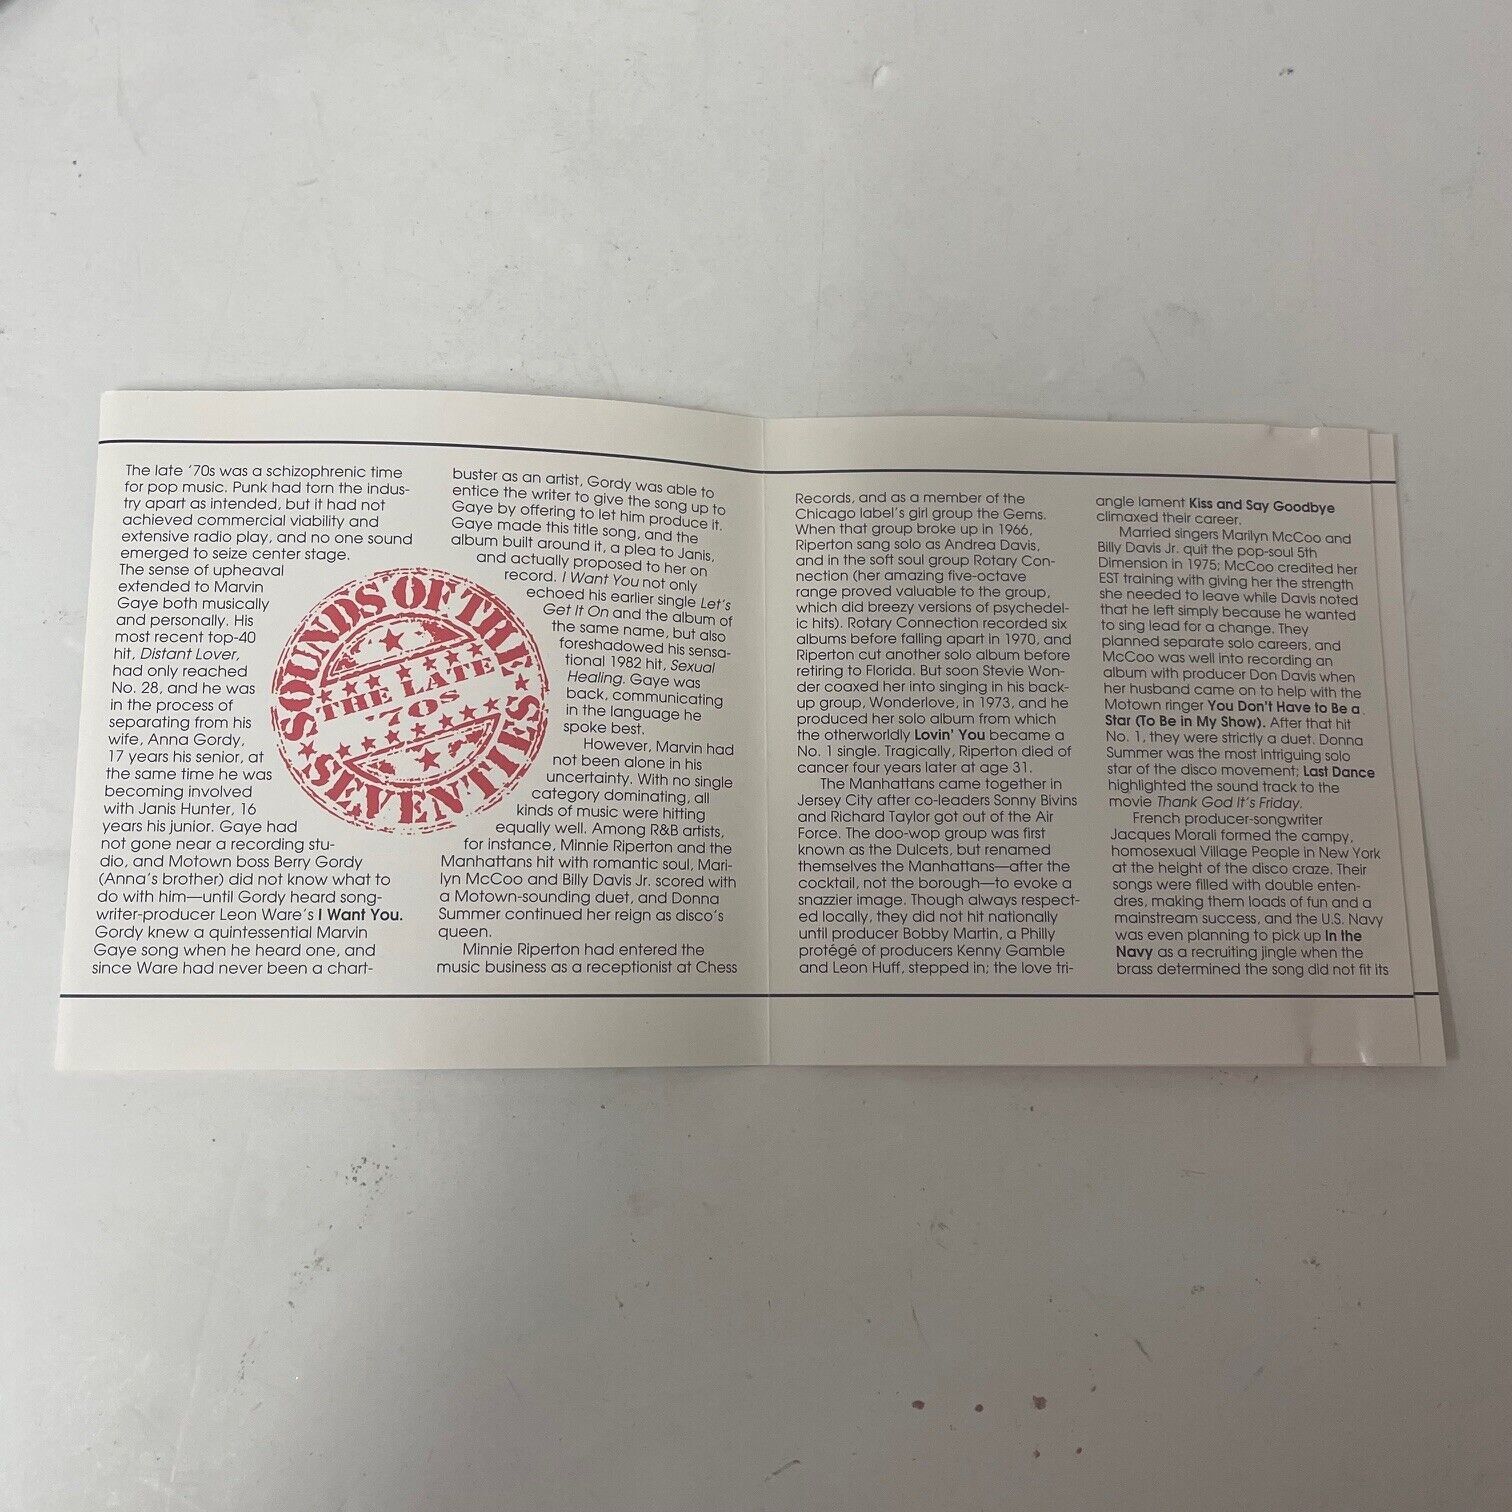 The late '70s was a schizophrenic time
for pop music. Punk had torn the indus-
try apart as intended, but it had not
achieved commercial viability and
extensive radio play, and no one sound
emerged to seize center stage.
The sense of upheaval
extended to Marvin
Gaye both musically
and personally. His
most recent top-40
hit, Distant Lover,
had only reached
No. 28, and he was
in the process of
separating from his
wife, Anna Gordy,
17 years his senior, at
the same time he was
becoming involved
with Janis Hunter, 16
years his junior. Gaye had
not gone near a recording stu-
dio, and Motown boss Berry Gordy
(Anna's brother) did not know what to
do with him—until Gordy heard song-
writer-producer Leon Ware's I Want You.
Gordy knew a quintessential Marvin
Gaye song when he heard one, and
since Ware had never been a chart-
SOUNDS OF THE
THE LATE
'70s
SEVENTIES
buster as an artist, Gordy was able to
entice the writer to give the song up to
Gaye by offering to let him produce it.
Gaye made this title song, and the
album built around it, a plea to Janis,
and actually proposed to her on
record. I Want You not only
echoed his earlier single Let's
Get It On and the album of
the same name, but also
foreshadowed his sensa-
tional 1982 hit, Sexual
Healing. Gaye was
back, communicating
in the language he
spoke best.
However, Marvin had
not been alone in his
uncertainty. With no single
category dominating, all
kinds of music were hitting
equally well. Among R&B artists,
for instance, Minnie Riperton and the
Manhattans hit with romantic soul, Mari-
lyn McCoo and Billy Davis Jr. scored with
a Motown-sounding duet, and Donna
Summer continued her reign as disco's
queen.
Minnie Riperton had entered the
music business as a receptionist at Chess
Records, and as a member of the
Chicago label's girl group the Gems.
When that group broke up in 1966,
Riperton sang solo as Andrea Davis,
and in the soft soul group Rotary Con-
nection (her amazing five-octave
range proved valuable to the group,
which did breezy versions of psychedel-
ic hits). Rotary Connection recorded six
albums before falling apart in 1970, and
Riperton cut another solo album before
retiring to Florida. But soon Stevie Won-
der coaxed her into singing in his back-
up group, Wonderlove, in 1973, and he
produced her solo album from which
the otherworldly Lovin' You became a
No. 1 single. Tragically, Riperton died of
cancer four years later at age 31.
The Manhattans came together in
Jersey City after co-leaders Sonny Bivins
and Richard Taylor got out of the Air
Force. The doo-wop group was first
known as the Dulcets, but renamed
themselves the Manhattans—after the
cocktail, not the borough—to evoke a
snazzier image. Though always respect-
ed locally, they did not hit nationally
until producer Bobby Martin, a Philly
protégé of producers Kenny Gamble
and Leon Huff, stepped in; the love tri-
angle lament Kiss and Say Goodbye
climaxed their career.
Married singers Marilyn McCoo and
Billy Davis Jr. quit the pop-soul 5th
Dimension in 1975; McCoo credited her
EST training with giving her the strength
she needed to leave while Davis noted
that he left simply because he wanted
to sing lead for a change. They
planned separate solo careers, and
McCoo was well into recording an
album with producer Don Davis when
her husband came on to help with the
Motown ringer You Don't Have to Be a
Star (To Be in My Show). After that hit
No. 1, they were strictly a duet. Donna
Summer was the most intriguing solo
star of the disco movement; Last Dance
highlighted the sound track to the
movie Thank God It's Friday.
French producer-songwriter
Jacques Morali formed the campy,
homosexual Village People in New York
at the height of the disco craze. Their
songs were filled with double enten-
dres, making them loads of fun and a
mainstream success, and the U.S. Navy
was even planning to pick up In the
Navy as a recruiting jingle when the
brass determined the song did not fit its